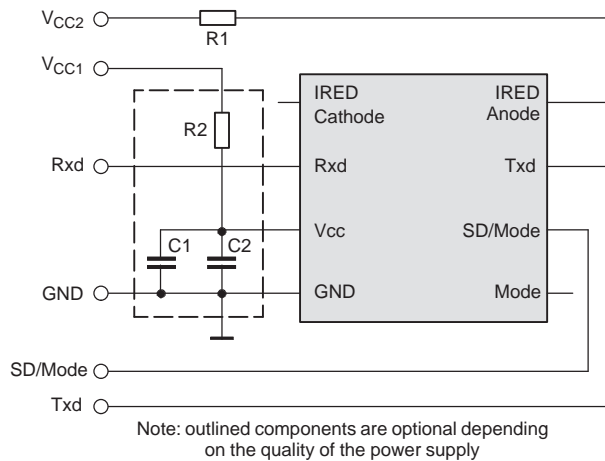 VCC2
R1
VCC1
IRED
Cathode
IRED
Anode
R2
Rxd
Rxd
Txd
Vcc
SD/Mode
C1
C2
GND
GND
Mode
SD/Mode
Txd
Note: outlined components are optional depending
on the quality of the power supply